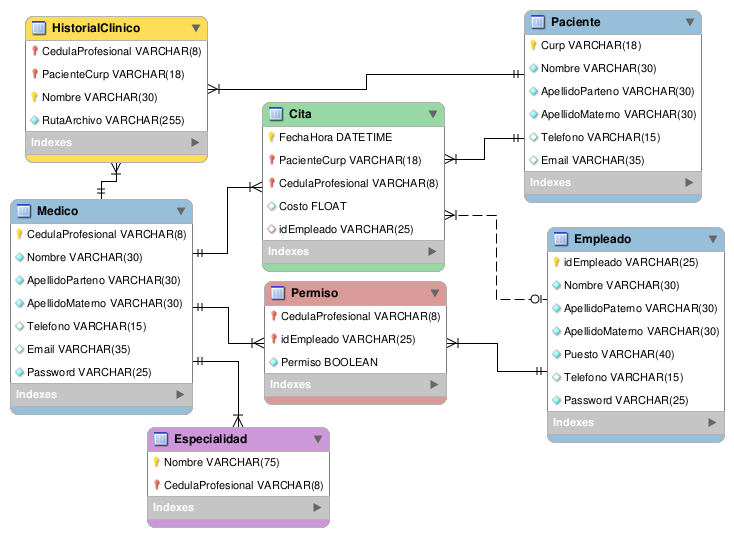 HistorialClinico
CedulaProfesional VARCHAR(8)
PacienteCurp VARCHAR(18)
Nombre VARCHAR(30)
RutaArchivo VARCHAR(255)
Indexes
Paciente
Curp VARCHAR(18)
Nombre VARCHAR(30)
ApellidoParteno VARCHAR(30)
ApellidoMaterno VARCHAR(30)
Telefono VARCHAR(15)
Email VARCHAR(35)
Indexes
Cita
FechaHora DATETIME
PacienteCurp VARCHAR(18)
CedulaProfesional VARCHAR(8)
Costo FLOAT
idEmpleado VARCHAR(25)
Indexes
Medico
CedulaProfesional VARCHAR(8)
Nombre VARCHAR(30)
ApellidoParteno VARCHAR(30)
ApellidoMaterno VARCHAR(30)
Telefono VARCHAR(15)
Email VARCHAR(35)
Password VARCHAR(25)
Indexes
Empleado
idEmpleado VARCHAR(25)
Nombre VARCHAR(30)
ApellidoPaterno VARCHAR(30)
ApellidoMaterno VARCHAR(30)
Puesto VARCHAR(40)
Telefono VARCHAR(15)
Password VARCHAR(25)
Indexes
Permiso
CedulaProfesional VARCHAR(8)
idEmpleado VARCHAR(25)
Permiso BOOLEAN
Indexes
Especialidad
Nombre VARCHAR(75)
CedulaProfesional VARCHAR(8)
Indexes